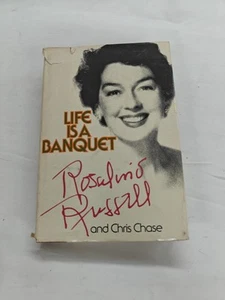 LIFE
IS A
BANQUET
Rosalind
Russell
and Chris Chase